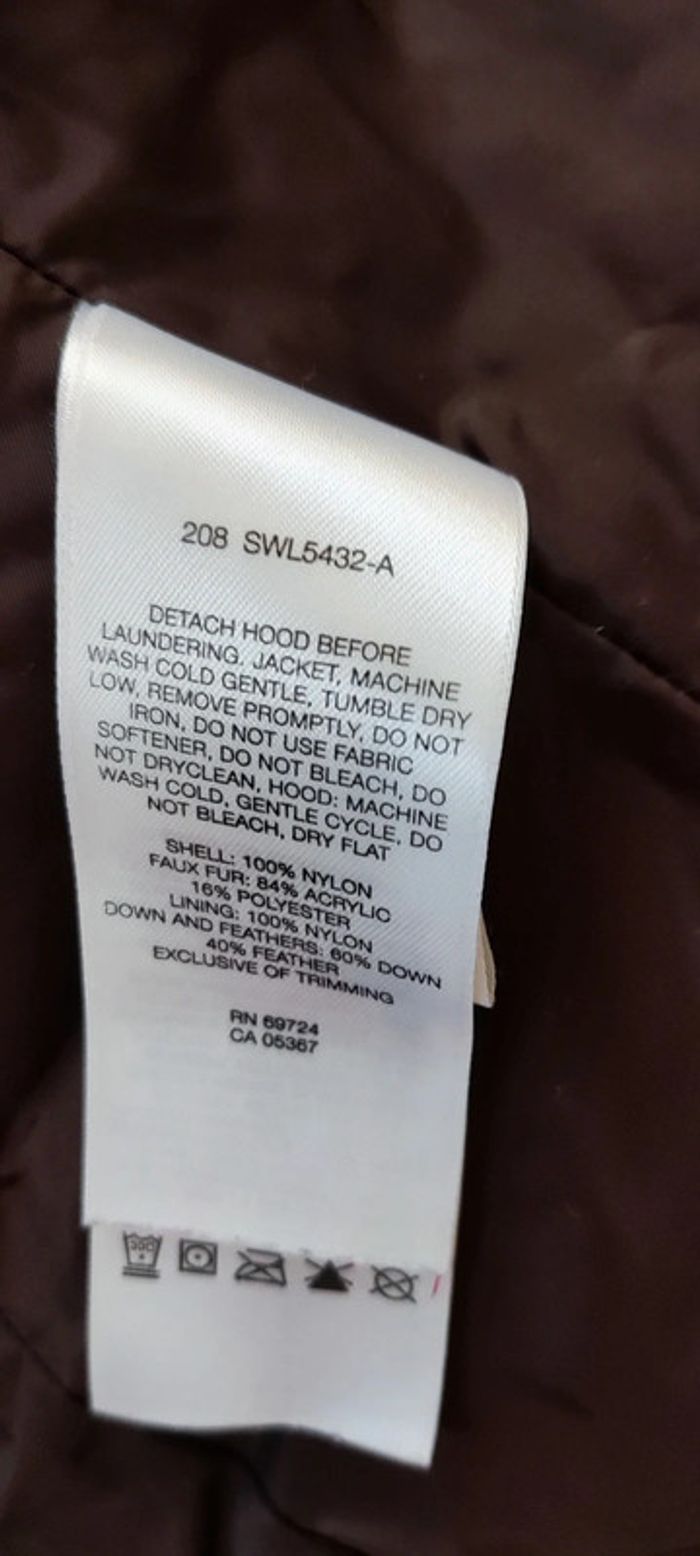 208 SWL5432-A
DETACH HOOD BEFORE
LAUNDERING. JACKET, MACHINE
WASH COLD GENTLE, TUMBLE DRY
LOW, REMOVE PROMPTLY, DO NOT
IRON, DO NOT USE FABRIC
SOFTENER, DO NOT BLEACH, DO
NOT DRYCLEAN, HOOD: MACHINE
WASH COLD, GENTLE CYCLE, DO
NOT BLEACH, DRY FLAT
SHELL: 100% NYLON
FAUX FUR: 84% ACRYLIC
16% POLYESTER
LINING: 100% NYLON
DOWN AND FEATHERS: 60% DOWN
40% FEATHER
EXCLUSIVE OF TRIMMING
RN 69724
CA 05367
30C